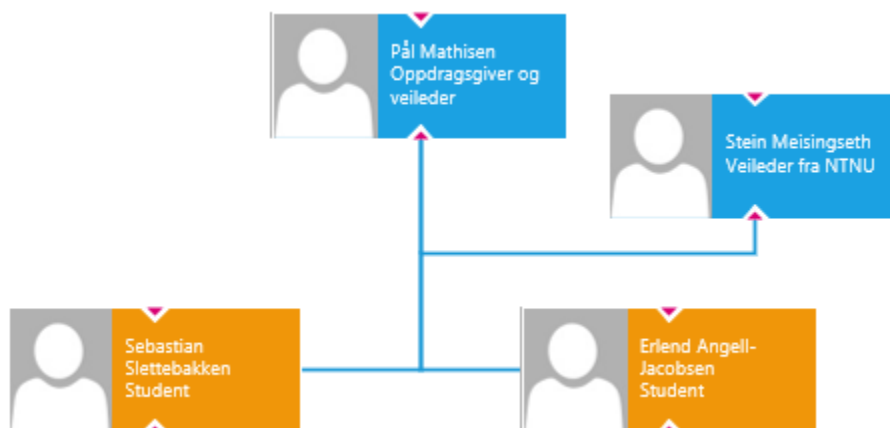 Pål Mathisen
Oppdragsgiver og
veileder
Stein Meisingseth
Veileder fra NTNU
Sebastian
Slettebakken
Student
Erlend Angell-
Jacobsen
Student